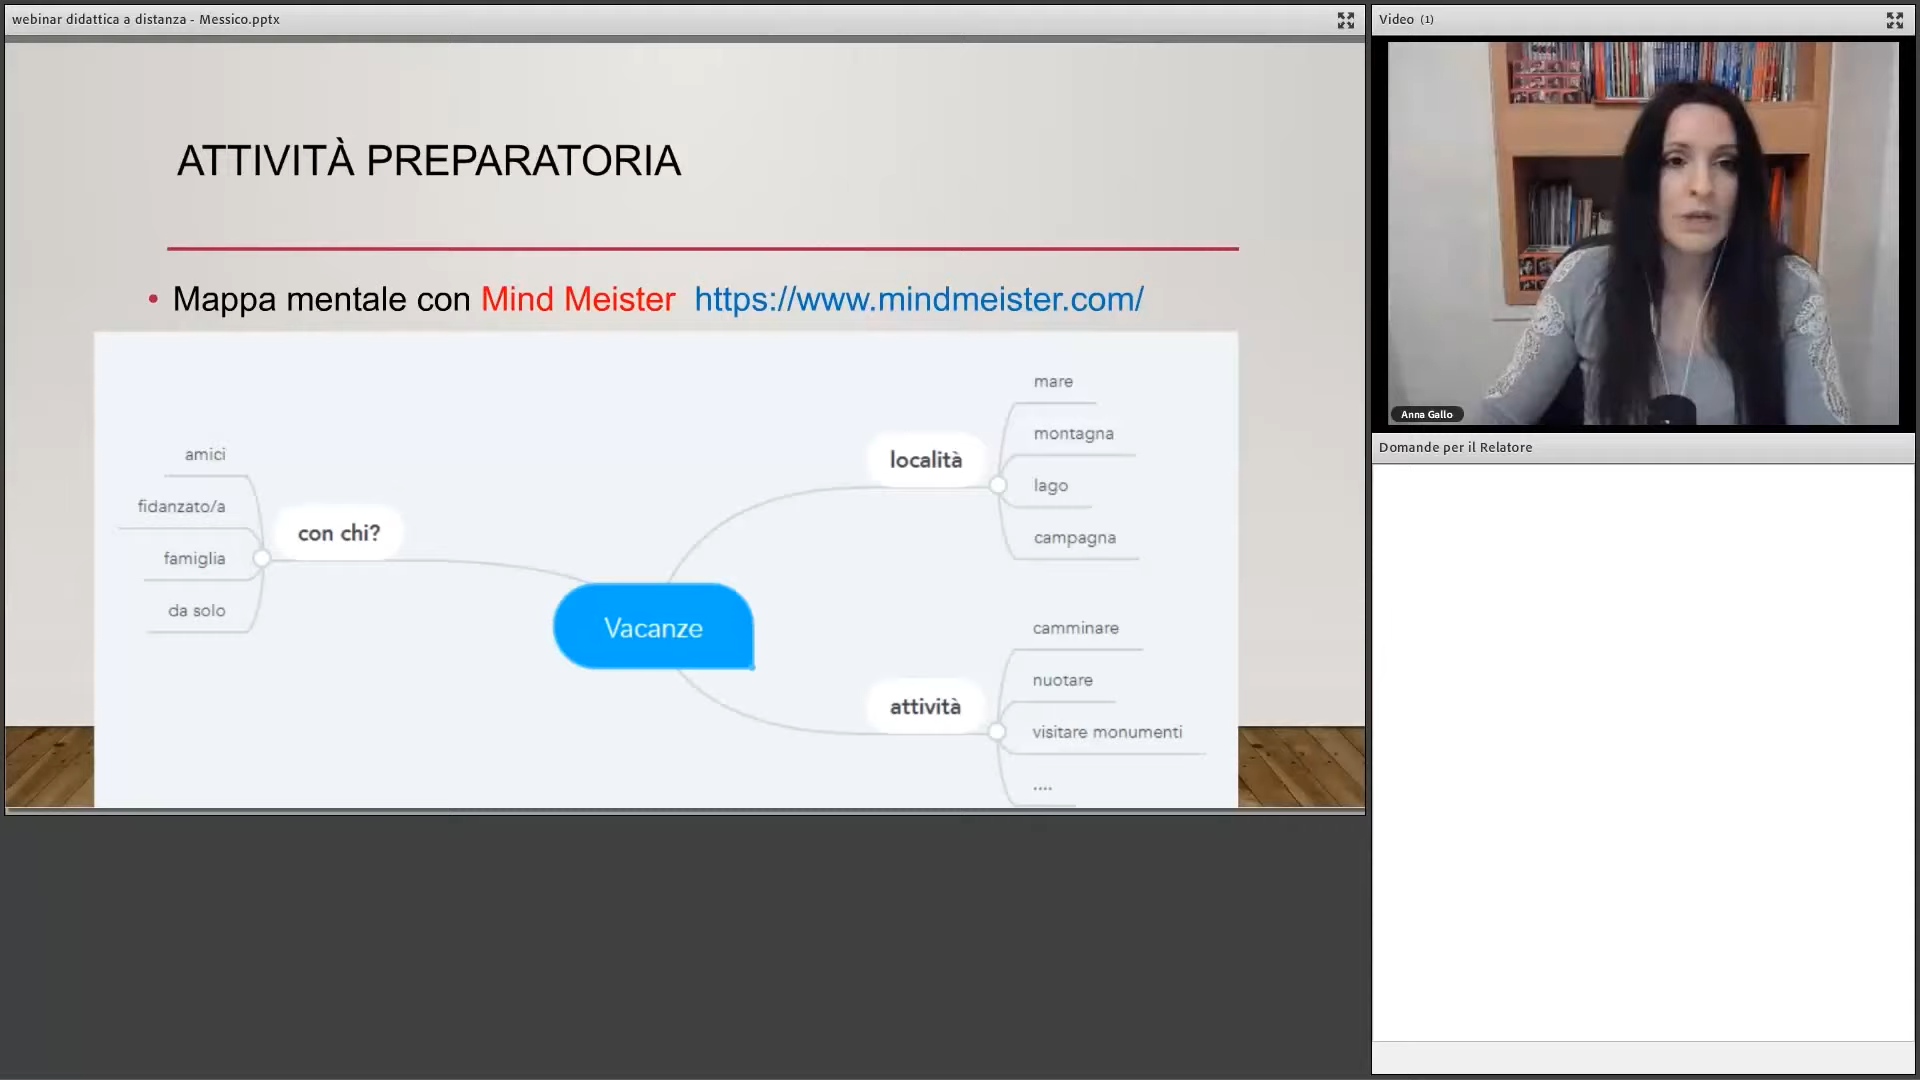 webinar didattica a distanza - Messico.pptx
ATTIVITÀ PREPARATORIA
• Mappa mentale con Mind Meister https://www.mindmeister.com/
amici
fidanzato/a
famiglia
da solo
con chi?
Vacanze
località
mare
montagna
lago
campagna
attività
camminare
nuotare
visitare monumenti
....
Video (1)
Anna Gallo
Domande per il Relatore